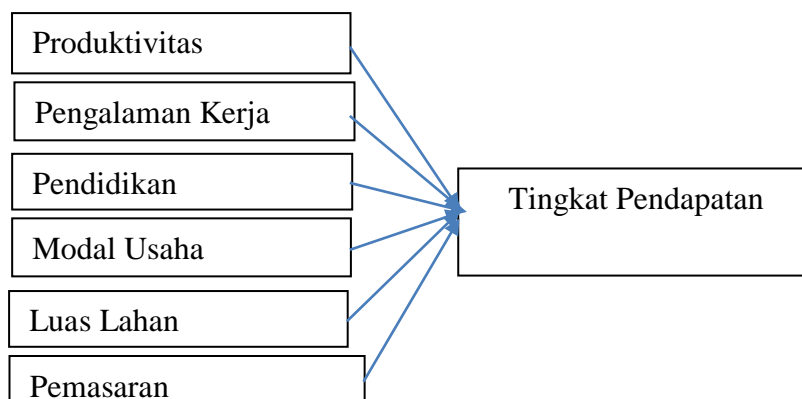 Produktivitas
Pengalaman Kerja
Pendidikan
Modal Usaha
Luas Lahan
Pemasaran
Tingkat Pendapatan